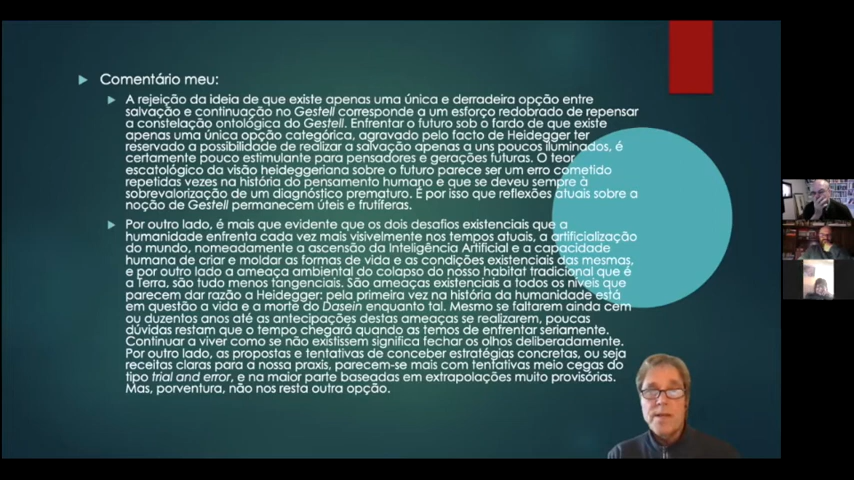 Comentário meu:
A rejeição da ideia de que existe apenas uma única e derradeira opção entre
salvação e continuação no Gestell corresponde a um esforço redobrado de repensar
a constelação ontológica do Gestell. Enfrentar o futuro sob o fardo de que existe
apenas uma única opção categórica, agravado pelo facto de Heidegger ter
reservado a possibilidade de realizar a salvação apenas a uns poucos iluminados, é
certamente pouco estimulante para pensadores e gerações futuras. O teor
escatológico da visão heideggeriana sobre o futuro parece ser um erro cometido
repetidas vezes na história do pensamento humano e que se deveu sempre à
sobrevalorização de um diagnóstico prematuro. É por isso que reflexões atuais sobre a
noção de Gestell permanecem úteis e frutíferas.
Por outro lado, é mais que evidente que os dois desafios existenciais que a
humanidade enfrenta cada vez mais visivelmente nos tempos atuais, a artificialização
do mundo, nomeadamente a ascensão da Inteligência Artificial e a capacidade
humana de criar e moldar as formas de vida e as condições existenciais das mesmas,
e por outro lado a ameaça ambiental do colapso do nosso habitat tradicional que é
a Terra, são tudo menos tangenciais. São ameaças existenciais a todos os níveis que
parecem dar razão a Heidegger: pela primeira vez na história da humanidade está
em questão a vida e a morte do Dasein enquanto tal. Mesmo se faltarem ainda cem
ou duzentos anos até as antecipações destas ameaças se realizarem, poucas
dúvidas restam que o tempo chegará quando as temos de enfrentar seriamente.
Continuar a viver como se não existissem significa fechar os olhos deliberadamente.
Por outro lado, as propostas e tentativas de conceber estratégias concretas, ou seja
receitas claras para a nossa praxis, parecem-se mais com tentativas meio cegas do
tipo trial and error, e na maior parte baseadas em extrapolações muito provisórias.
Mas, porventura, não nos resta outra opção.